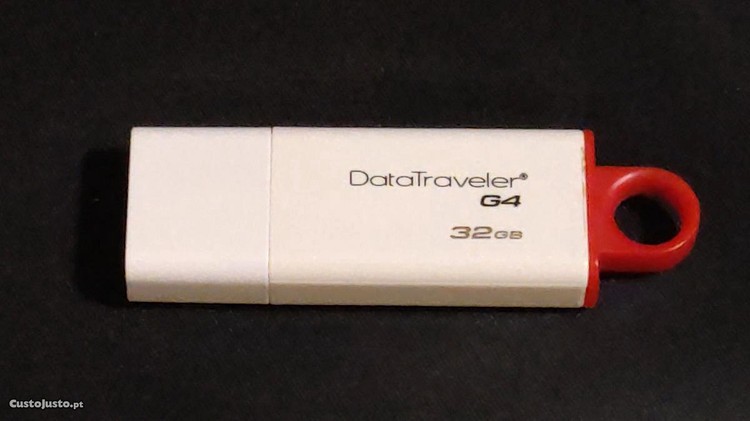 DataTraveler®
G4
32GB
CustoJusto.pt